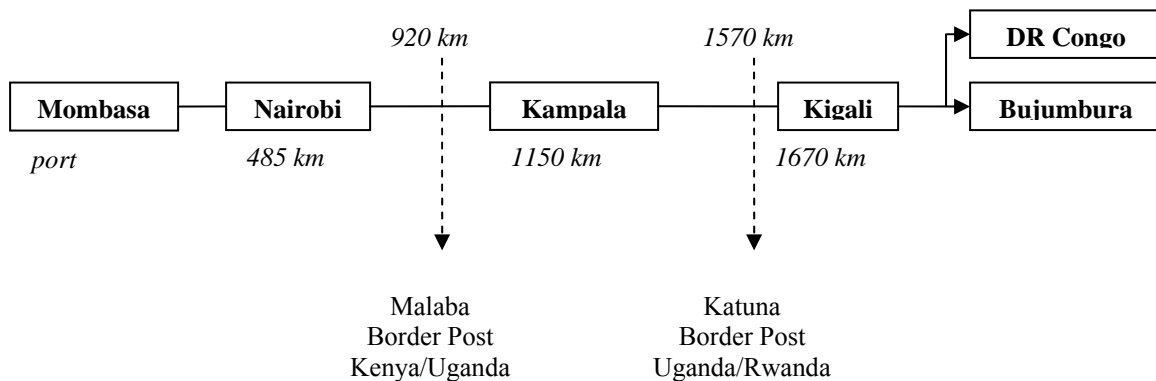 920 km
1570 km
DR Congo
Mombasa
Nairobi
Kampala
Kigali
Bujumbura
port
485 km
1150 km
1670 km
Malaba
Border Post
Kenya/Uganda
Katuna
Border Post
Uganda/Rwanda